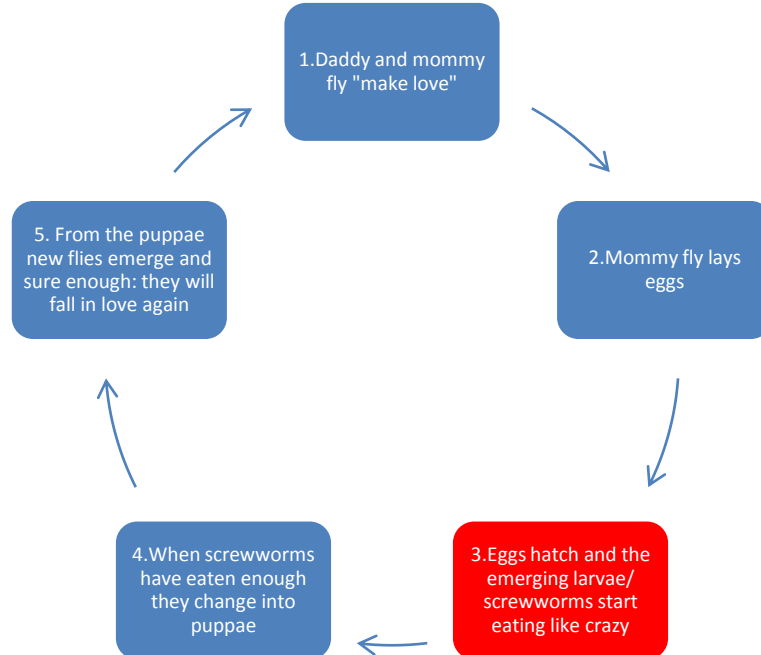 1.Daddy and mommy
fly "make love"
2.Mommy fly lays
eggs
3.Eggs hatch and the
emerging larvae/
screwworms start
eating like crazy
4.When screwworms
have eaten enough
they change into
puppae
5. From the puppae
new flies emerge and
sure enough: they will
fall in love again